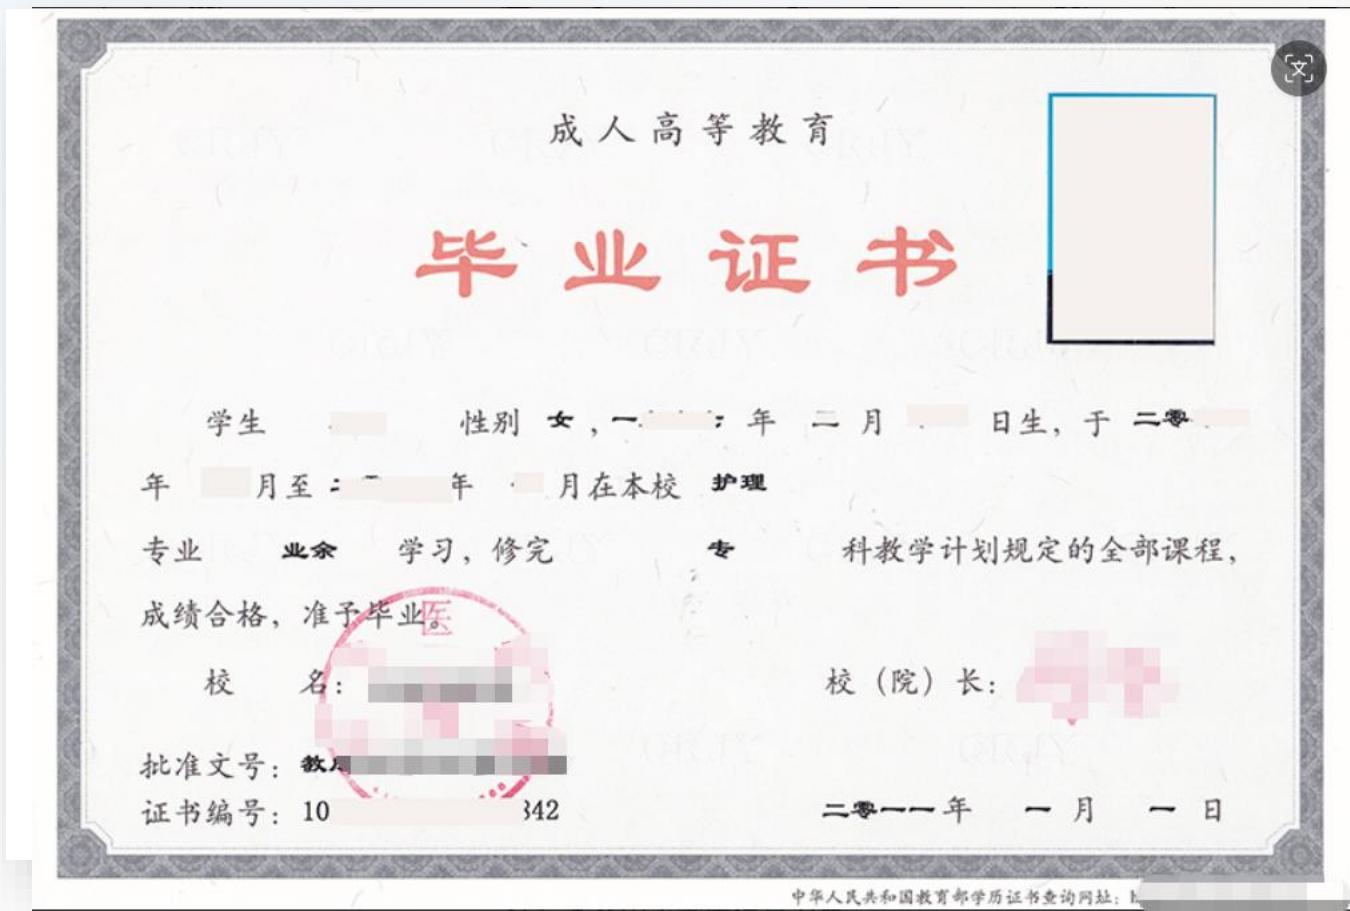 成人高等教育
毕业证书
学生 性别 女，一 年 二 月 日生，于 二零
年 月至 年 月在本校 护理
专业 业余 学习，修完 专 科教学计划规定的全部课程，
成绩合格，准予毕业。
医
校 名： 校（院）长：
批准文号：教
证书编号：10 342 二零一一年 一 月 一 日
中华人民共和国教育部学历证书查询网址：